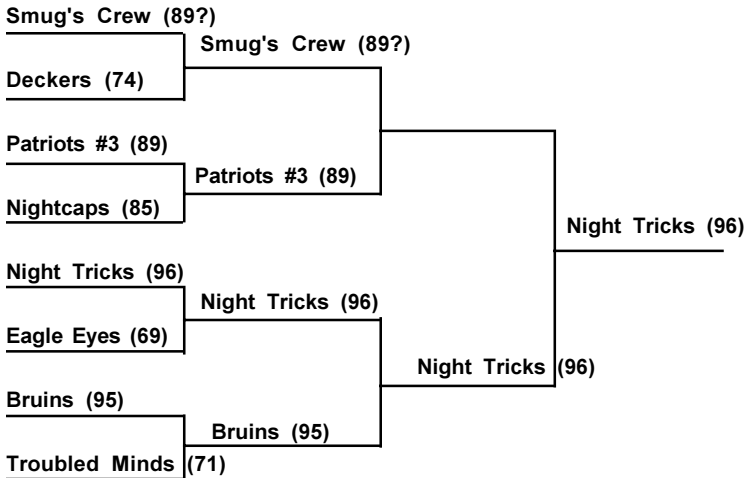 Smug's Crew (89?)
Smug's Crew (89?)
Deckers (74)
Patriots #3 (89)
Patriots #3 (89)
Nightcaps (85)
Night Tricks (96)
Night Tricks (96)
Night Tricks (96)
Eagle Eyes (69)
Night Tricks (96)
Bruins (95)
Bruins (95)
Troubled Minds (71)